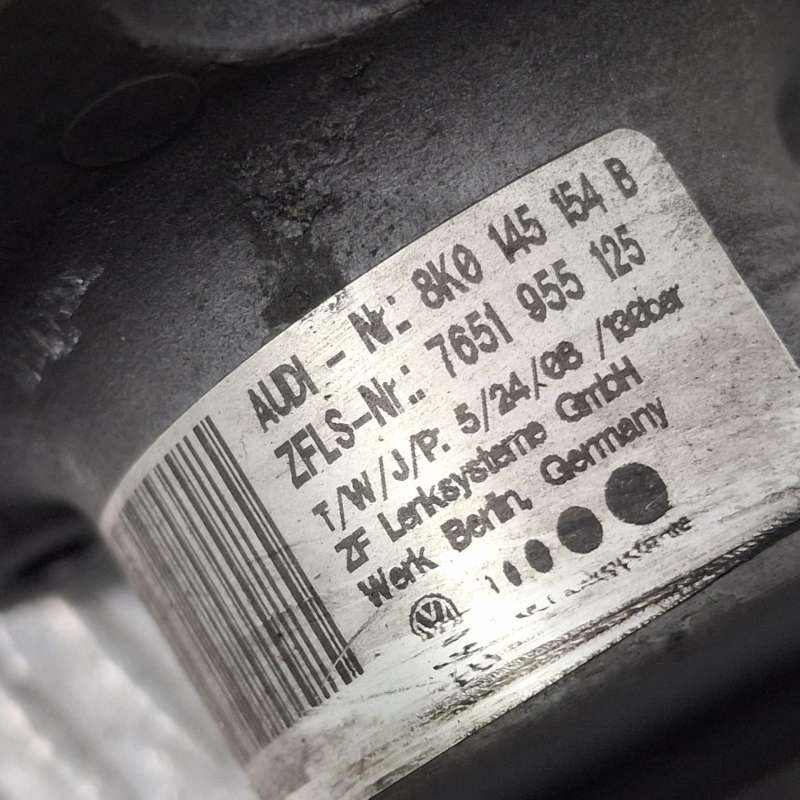 AUDI - Nr.: 8K0 145 154 B
ZFLS-Nr.: 7651 955 125
T/W/J/P: 5/24/08 /130bar
ZF Lenksysteme GmbH
Werk Berlin, Germany
Lenksysteme